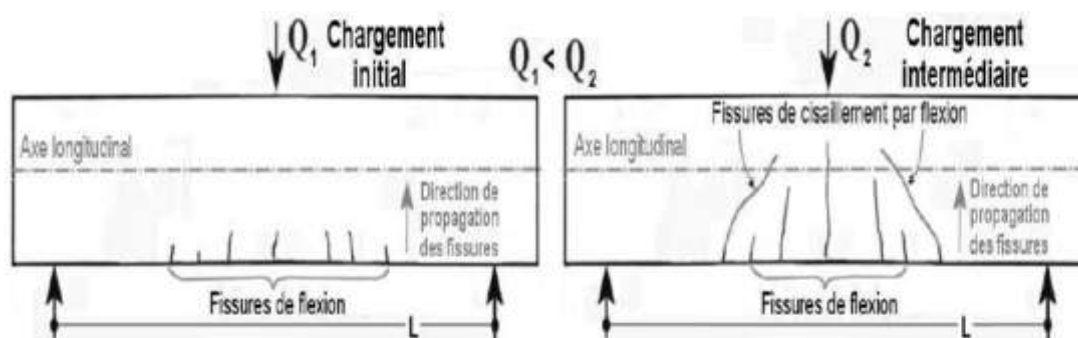 Q1 Chargement
initial
Q1 < Q2
Axe longitudinal
Direction de
propagation
des fissures
Fissures de flexion
L
Q2 Chargement
intermédiaire
Fissures de cisaillement par flexion
Axe longitudinal
Direction de
propagation
des fissures
Fissures de flexion
L